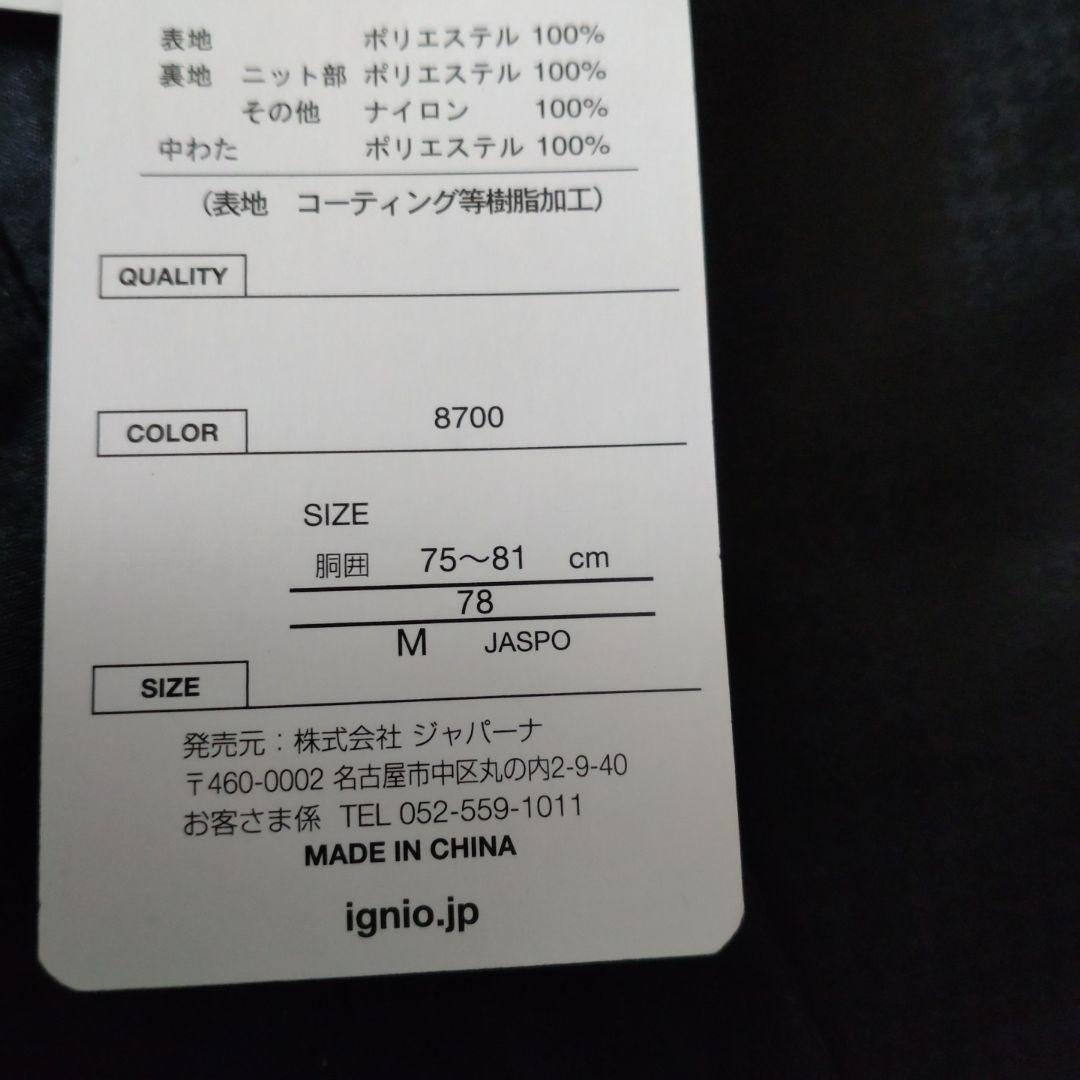 表地 ポリエステル 100%
裏地 ニット部 ポリエステル 100%
その他 ナイロン 100%
中わた ポリエステル 100%
(表地 コーティング等樹脂加工)
QUALITY
8700
COLOR
SIZE
胴囲 75～81 cm
78
M JASPO
SIZE
発売元：株式会社 ジャパーナ
〒460-0002 名古屋市中区丸の内2-9-40
お客さま係 TEL 052-559-1011
MADE IN CHINA
ignio.jp